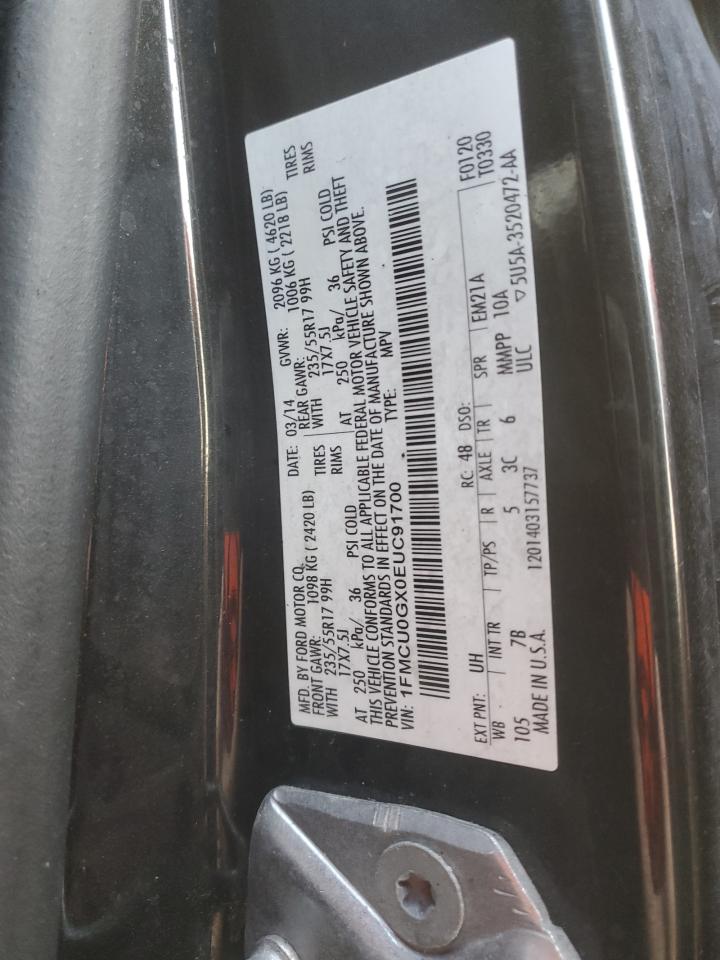 MFD. BY FORD MOTOR CO. DATE: 03/14 GVWR: 2096 KG ( 4620 LB)
FRONT GAWR: 1098 KG ( 2420 LB) REAR GAWR: 1006 KG ( 2218 LB)
WITH 235/55R17 99H TIRES WITH 235/55R17 99H TIRES
17X7.5J RIMS 17X7.5J RIMS
AT 250 kPa/ 36 PSI COLD AT 250 kPa/ 36 PSI COLD
THIS VEHICLE CONFORMS TO ALL APPLICABLE FEDERAL MOTOR VEHICLE SAFETY AND THEFT
PREVENTION STANDARDS IN EFFECT ON THE DATE OF MANUFACTURE SHOWN ABOVE.
VIN: 1FMCU0GX0EUC91700 TYPE: MPV
F0120
T0330
EXT PNT: UH RC: 48 DSO:
WB INT TR TP/PS R AXLE TR SPR EM21A
105 7B 5 3C 6 MMPP 10A
MADE IN U.S.A. 1201403157737 ULC ▽5U5A-3520472-AA